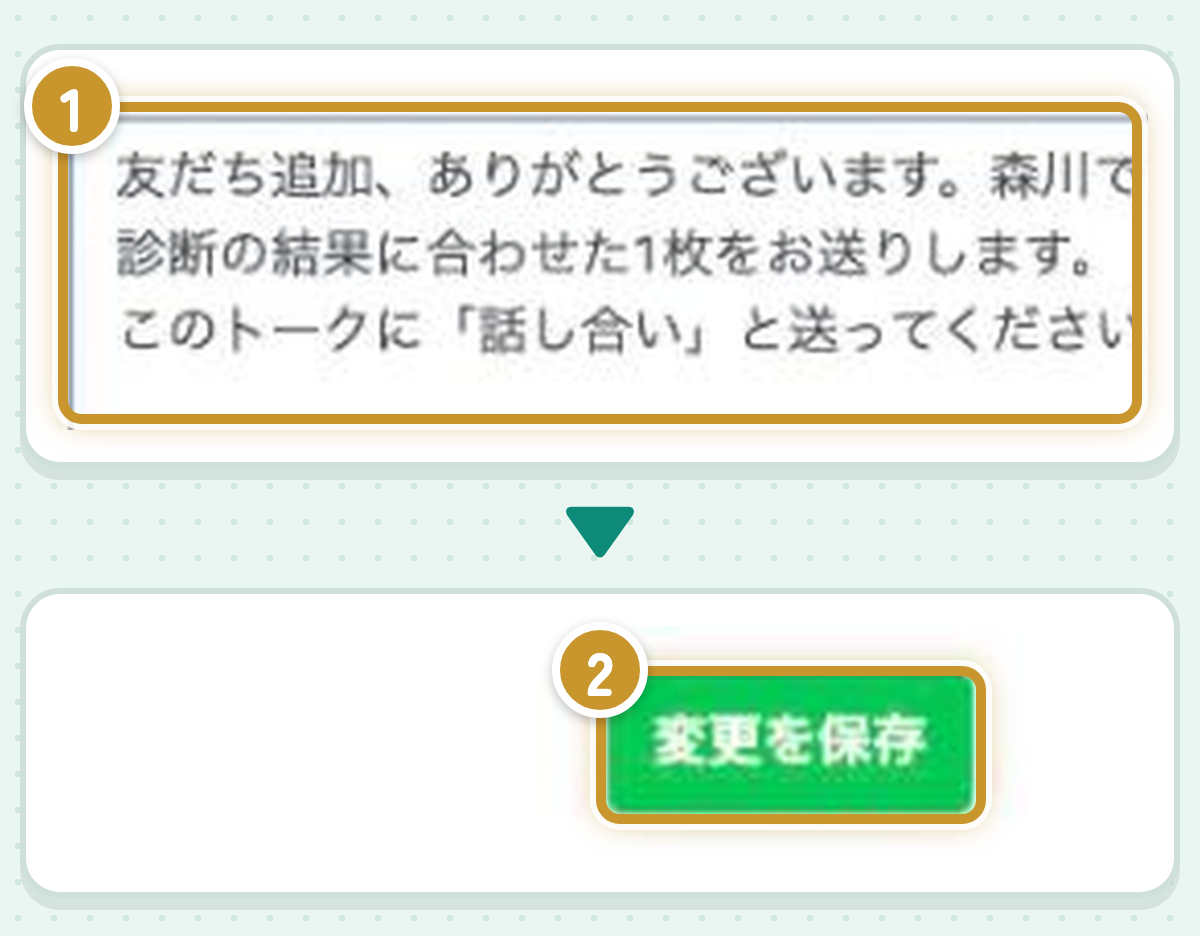 1
友だち追加、ありがとうございます。森川で
診断の結果に合わせた1枚をお送りします。
このトークに「話し合い」と送ってください
2
変更を保存